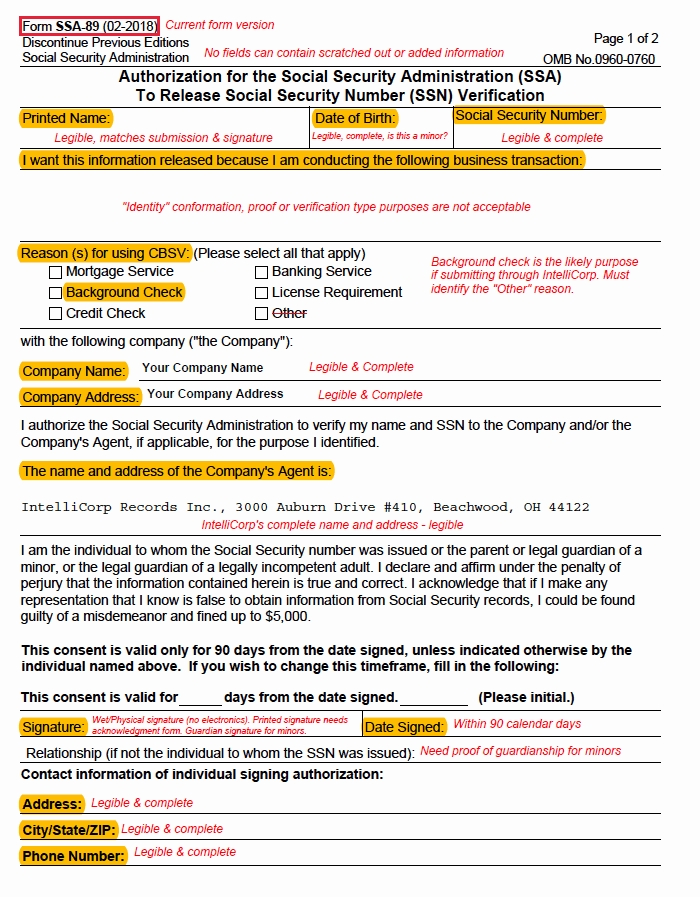 Form SSA-89 (02-2018) Current form version
Discontinue Previous Editions
Page 1 of 2
Social Security Administration No fields can contain scratched out or added information OMB No.0960-0760
Authorization for the Social Security Administration (SSA)
To Release Social Security Number (SSN) Verification
Printed Name: Date of Birth: Social Security Number:
Legible, matches submission & signature Legible, complete, is this a minor? Legible & complete
I want this information released because I am conducting the following business transaction:
"Identity" conformation, proof or verification type purposes are not acceptable
Reason (s) for using CBSV: (Please select all that apply)
Mortgage Service Banking Service
Background Check License Requirement
Credit Check Other
Background check is the likely purpose
if submitting through IntelliCorp. Must
identify the "Other" reason.
with the following company ("the Company"):
Company Name: Your Company Name Legible & Complete
Company Address: Your Company Address Legible & Complete
I authorize the Social Security Administration to verify my name and SSN to the Company and/or the
Company's Agent, if applicable, for the purpose I identified.
The name and address of the Company's Agent is:
IntelliCorp Records Inc., 3000 Auburn Drive #410, Beachwood, OH 44122
IntelliCorp's complete name and address - legible
I am the individual to whom the Social Security number was issued or the parent or legal guardian of a
minor, or the legal guardian of a legally incompetent adult. I declare and affirm under the penalty of
perjury that the information contained herein is true and correct. I acknowledge that if I make any
representation that I know is false to obtain information from Social Security records, I could be found
guilty of a misdemeanor and fined up to $5,000.
This consent is valid only for 90 days from the date signed, unless indicated otherwise by the
individual named above. If you wish to change this timeframe, fill in the following:
This consent is valid for _____ days from the date signed. _________ (Please initial.)
Signature: Wet/Physical signature (no electronics). Printed signature needs
acknowledgment form. Guardian signature for minors.
Date Signed: Within 90 calendar days
Relationship (if not the individual to whom the SSN was issued): Need proof of guardianship for minors
Contact information of individual signing authorization:
Address: Legible & complete
City/State/ZIP: Legible & complete
Phone Number: Legible & complete